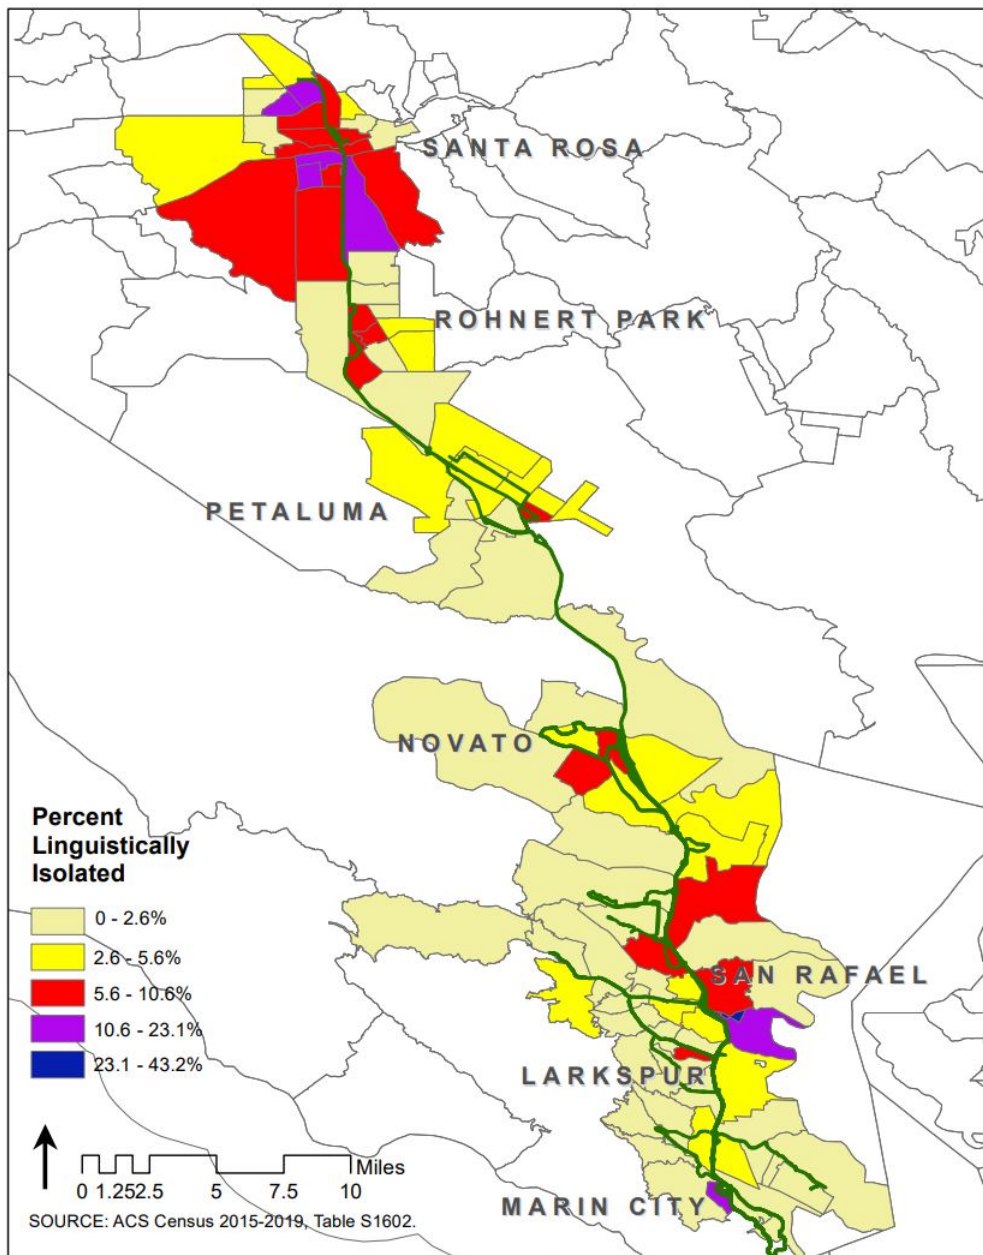 SANTA ROSA
ROHNERT PARK
PETALUMA
NOVATO
Percent
Linguistically
Isolated
0 - 2.6%
2.6 - 5.6%
5.6 - 10.6%
10.6 - 23.1%
23.1 - 43.2%
SAN RAFAEL
LARKSPUR
MARIN CITY
Miles
0 1.252.5 5 7.5 10
SOURCE: ACS Census 2015-2019, Table S1602.